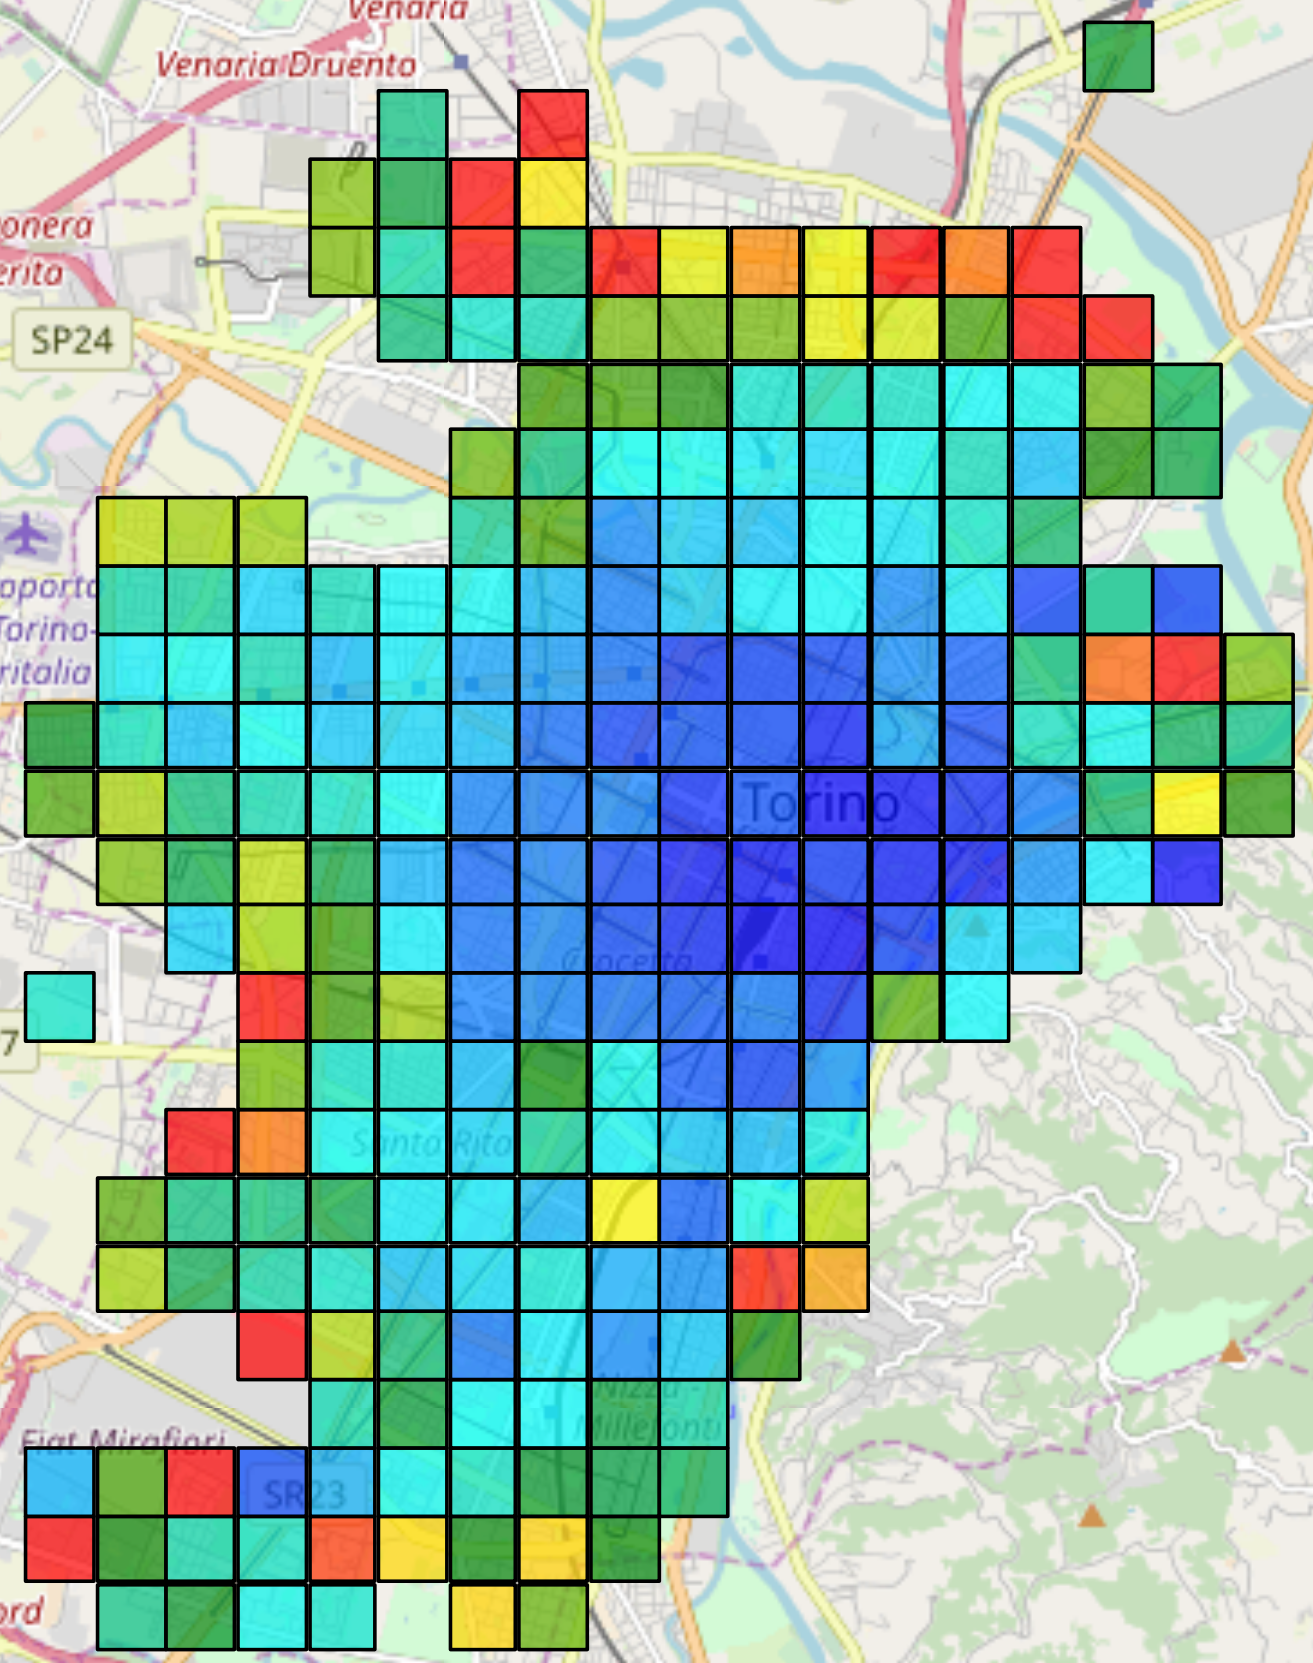 Venaria
Venaria Druento
onera
erita
SP24
oporto
Torino-
ritalia
Torino
Crocetta
7
Santa Rita
Nizza -
Millefonti
Fiat Mirafiori
SR23
ord